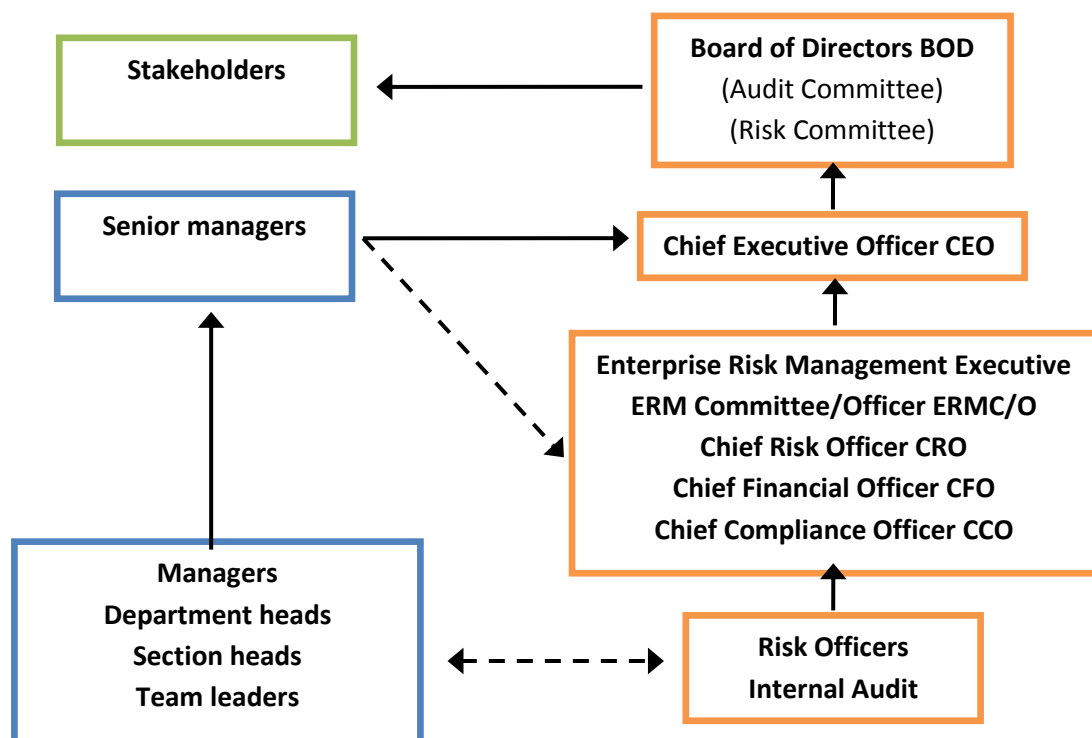 Stakeholders
Board of Directors BOD
(Audit Committee)
(Risk Committee)
Senior managers
Chief Executive Officer CEO
Enterprise Risk Management Executive
ERM Committee/Officer ERMC/O
Chief Risk Officer CRO
Chief Financial Officer CFO
Chief Compliance Officer CCO
Managers
Department heads
Section heads
Team leaders
Risk Officers
Internal Audit